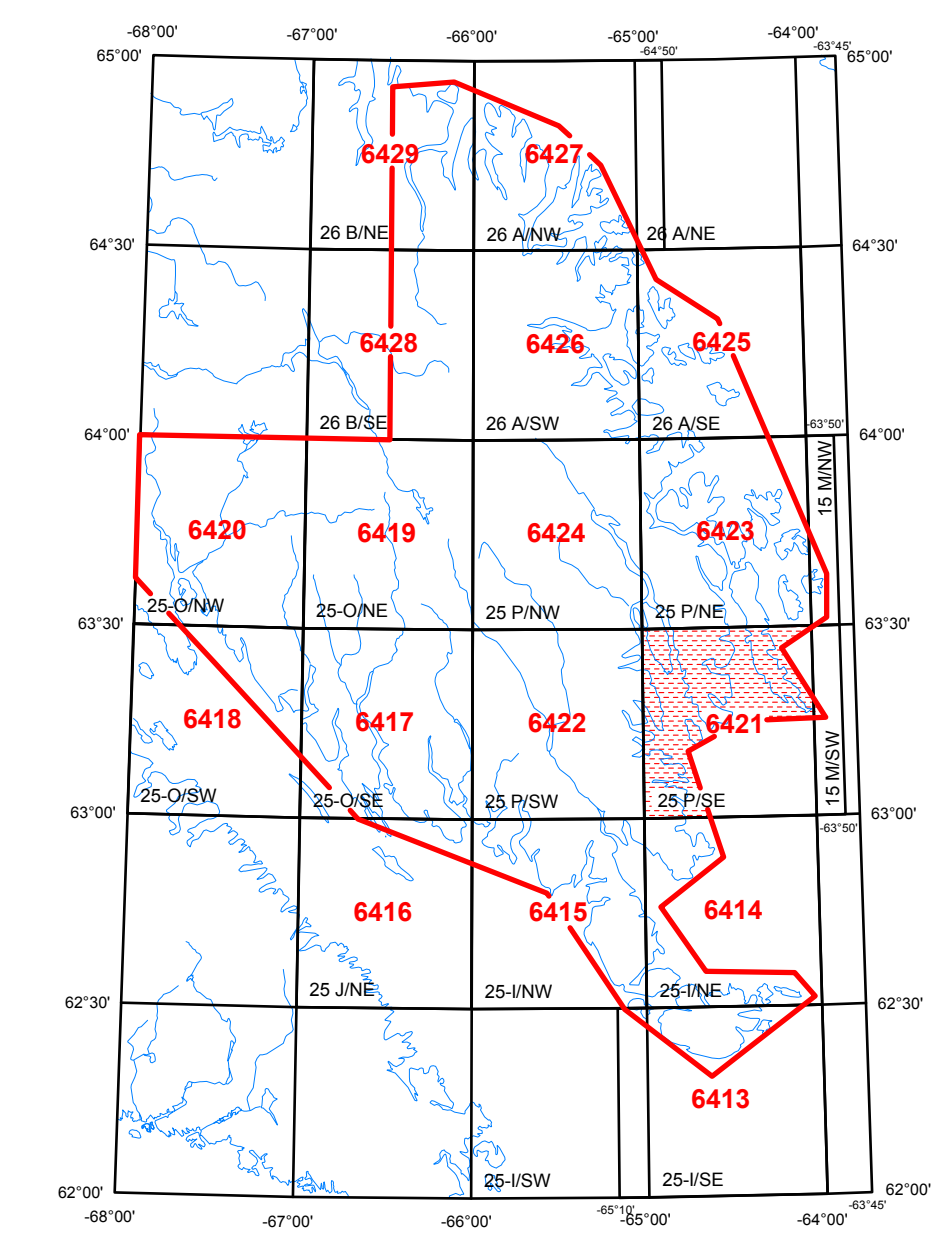 -68°00'
-67°00'
-66°00'
-65°00'
-64°00'
-64°50'
-63°45'
65°00'
65°00'
6429
6427
26 B/NE
26 A/NW
26 A/NE
64°30'
64°30'
6428
6426
6425
26 B/SE
26 A/SW
26 A/SE
-63°50'
64°00'
64°00'
15 M/NW
6420
6419
6424
6423
25-O/NW
25-O/NE
25 P/NW
25 P/NE
63°30'
63°30'
6418
6417
6422
6421
15 M/SW
25-O/SW
25-O/SE
25 P/SW
25 P/SE
63°00'
63°00'
-63°50'
6416
6415
6414
25 J/NE
25-I/NW
25-I/NE
62°30'
62°30'
6413
25-I/SW
25-I/SE
62°00'
62°00'
-63°45'
-65°10'
-68°00'
-67°00'
-66°00'
-65°00'
-64°00'